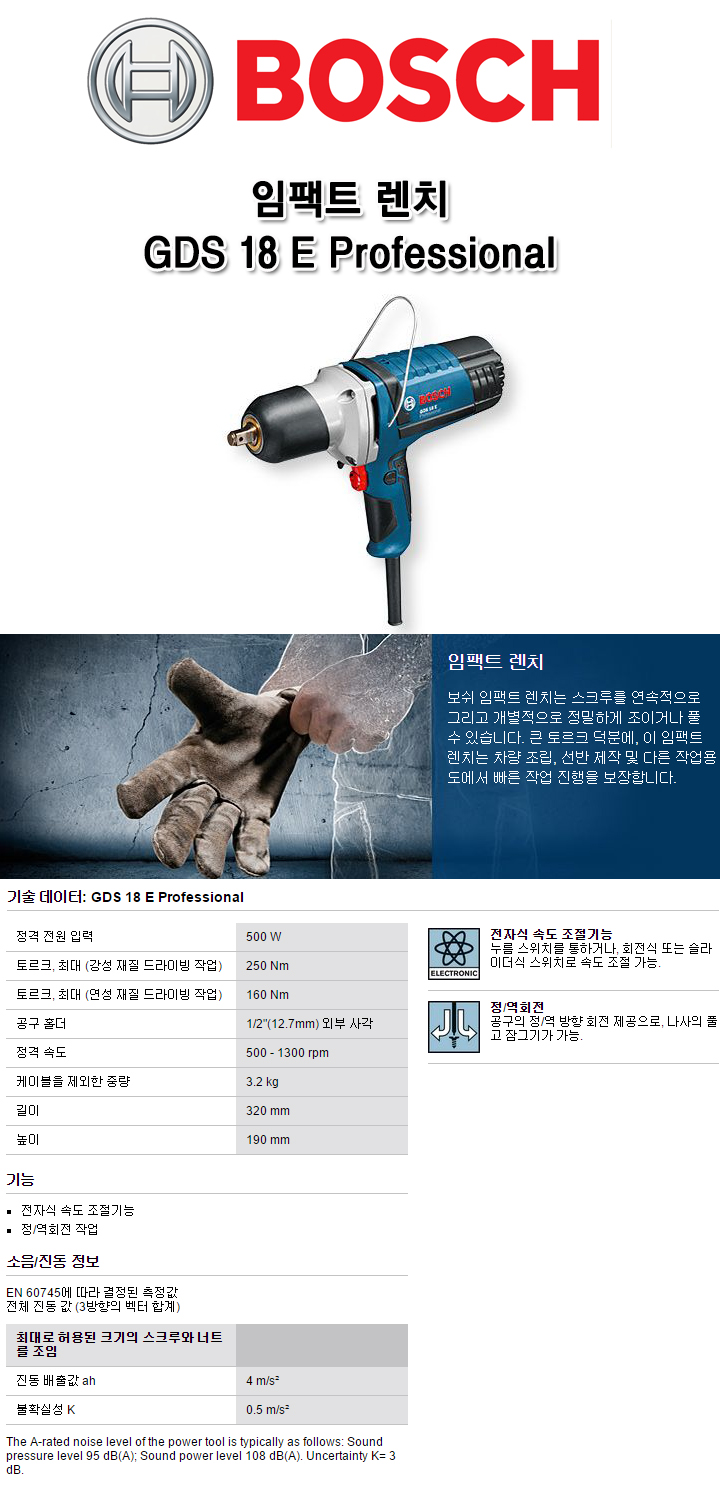 BOSCH
임팩트 렌치
GDS 18 E Professional
BOSCH
GDS 18 E
Professional
임팩트 렌치
보쉬 임팩트 렌치는 스크루를 연속적으로
그리고 개별적으로 정밀하게 조이거나 풀
수 있습니다. 큰 토르크 덕분에, 이 임팩트
렌치는 차량 조립, 선반 제작 및 다른 작업용
도에서 빠른 작업 진행을 보장합니다.
기술 데이터: GDS 18 E Professional
정격 전원 입력 500 W
토르크, 최대 (강성 재질 드라이빙 작업) 250 Nm
토르크, 최대 (연성 재질 드라이빙 작업) 160 Nm
공구 홀더 1/2"(12.7mm) 외부 사각
정격 속도 500 - 1300 rpm
케이블을 제외한 중량 3.2 kg
길이 320 mm
높이 190 mm
ELECTRONIC
전자식 속도 조절기능
누름 스위치를 통하거나, 회전식 또는 슬라
이더식 스위치로 속도 조절 가능.
정/역회전
공구의 정/역 방향 회전 제공으로, 나사의 풀
고 잠그기가 가능.
기능
전자식 속도 조절기능
정/역회전 작업
소음/진동 정보
EN 60745에 따라 결정된 측정값
전체 진동 값 (3방향의 벡터 합계)
최대로 허용된 크기의 스크루와 너트
를 조임
진동 배출값 ah 4 m/s²
불확실성 K 0.5 m/s²
The A-rated noise level of the power tool is typically as follows: Sound
pressure level 95 dB(A); Sound power level 108 dB(A). Uncertainty K= 3
dB.